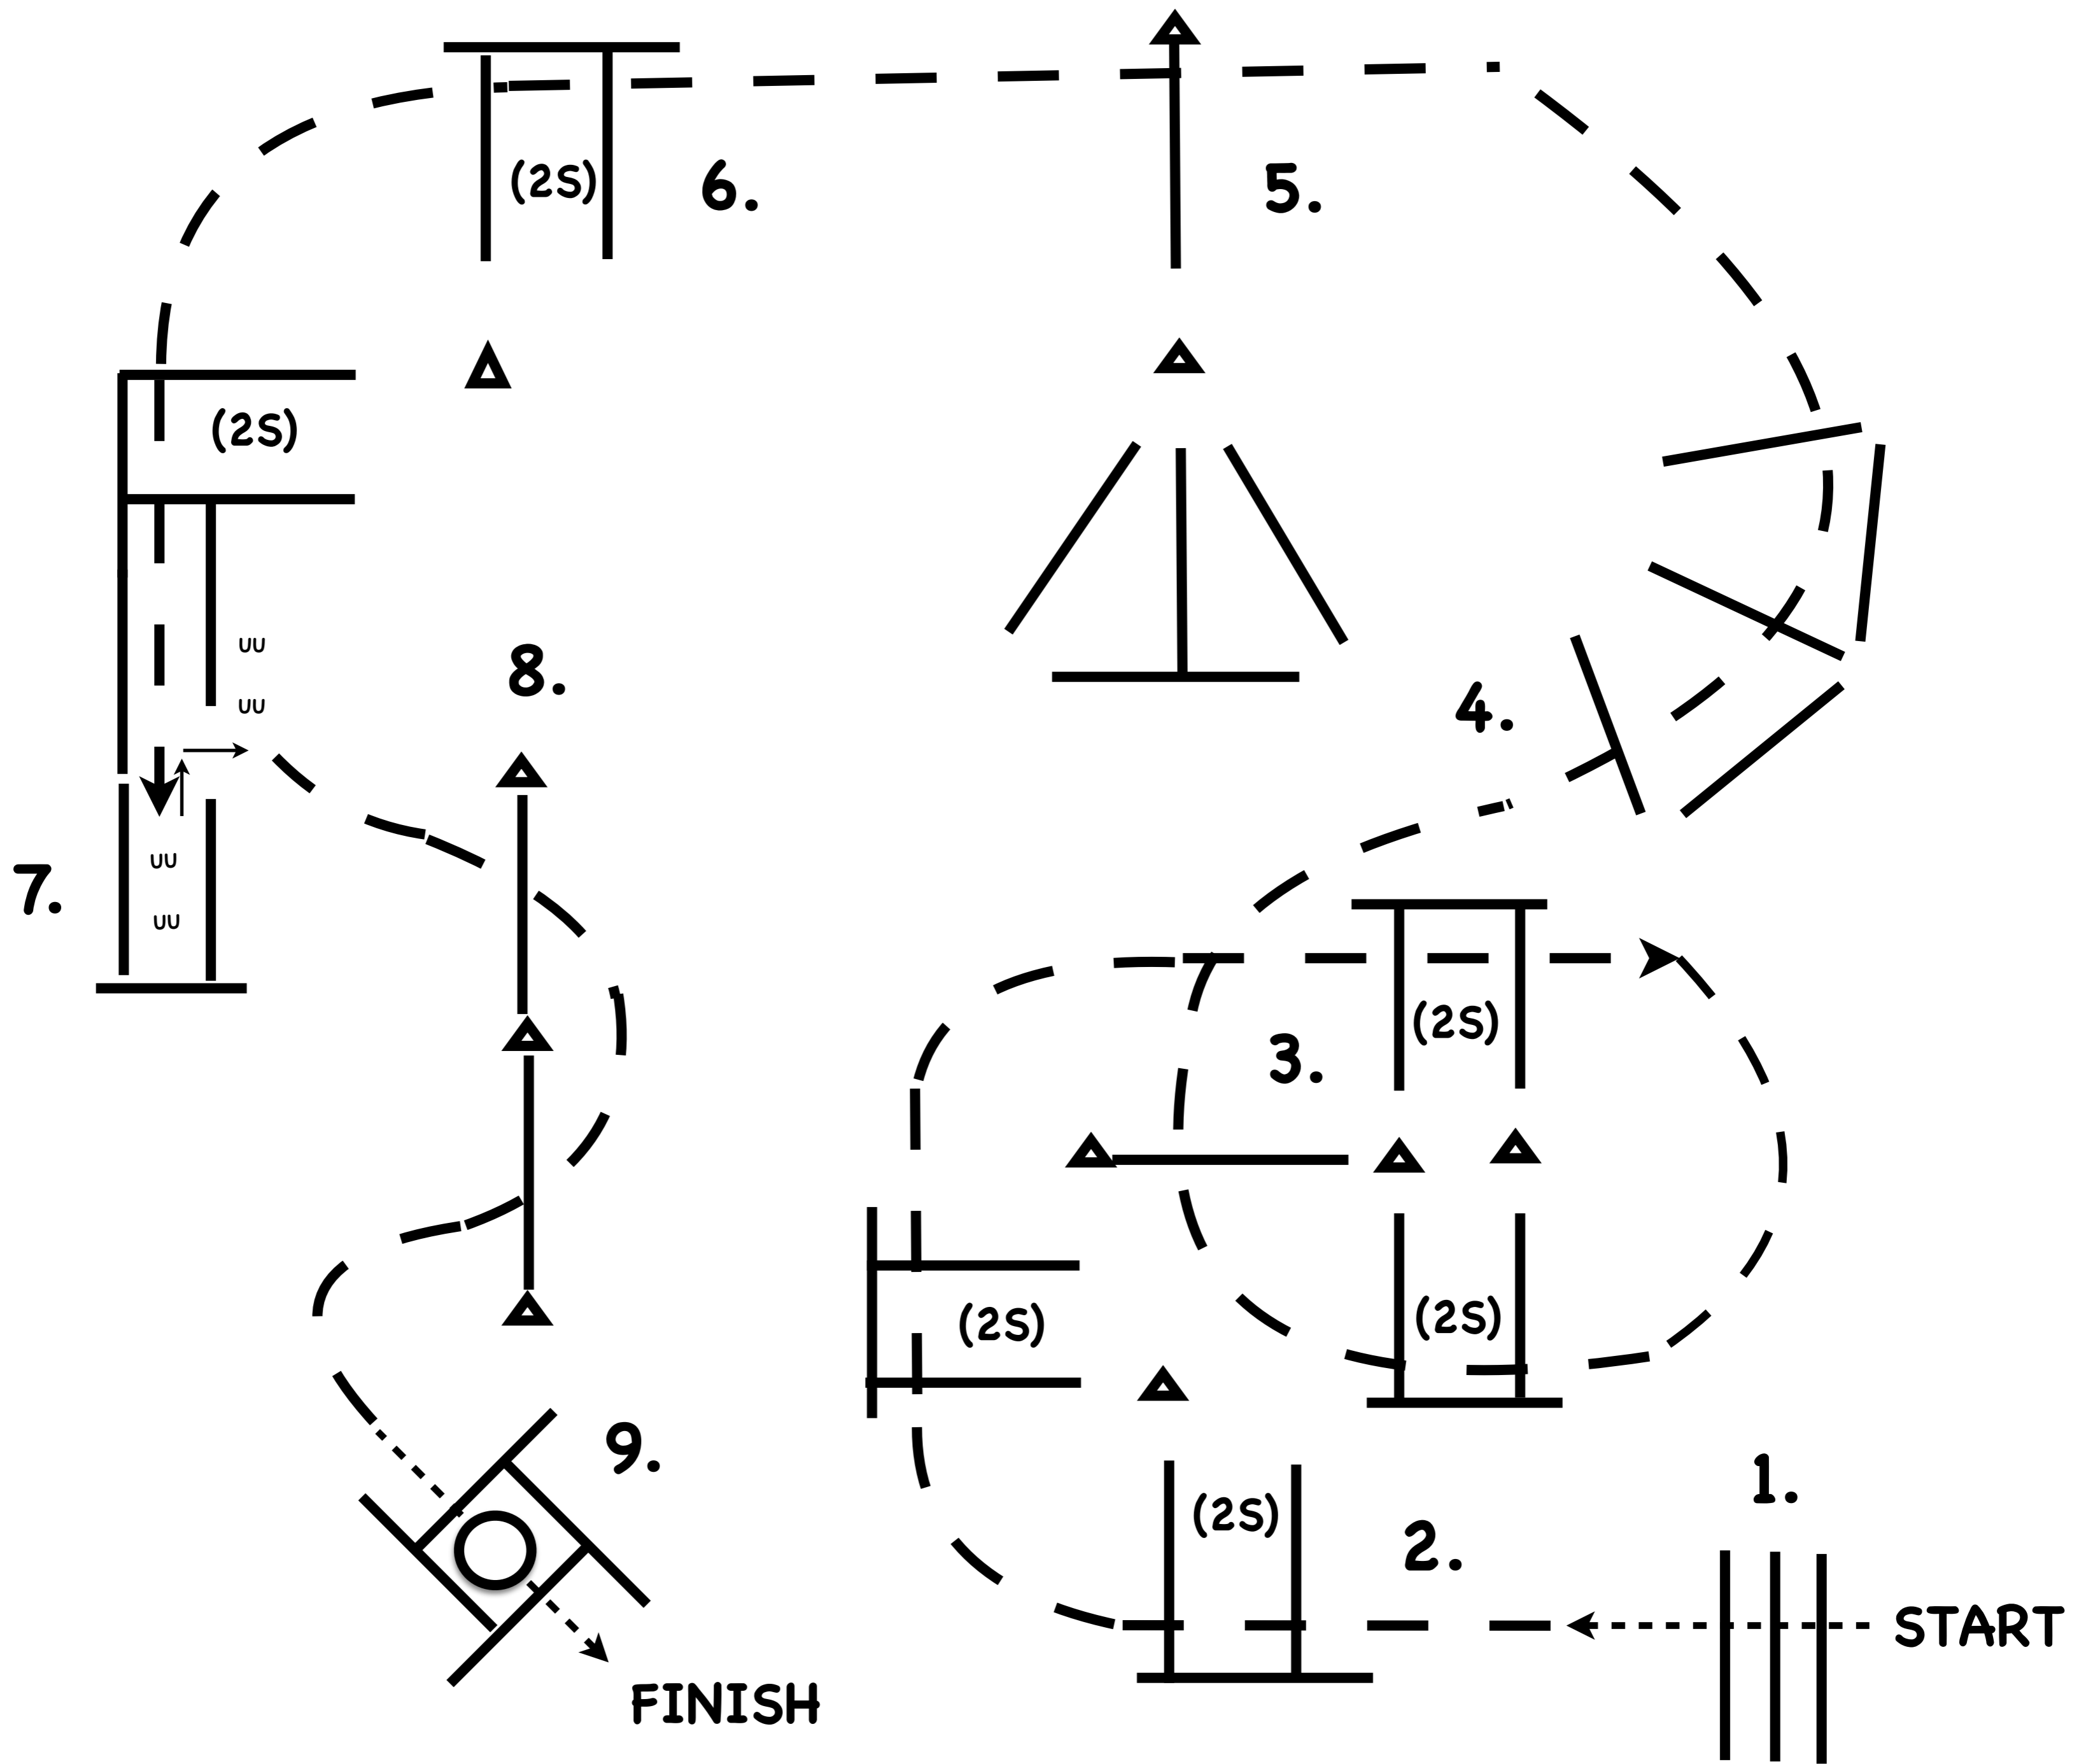 (2S)
6.
5.
(2S)
UU
UU
8.
4.
7.
UU
UU
(2S)
3.
(2S)
(2S)
9.
1.
(2S)
2.
START
FINISH